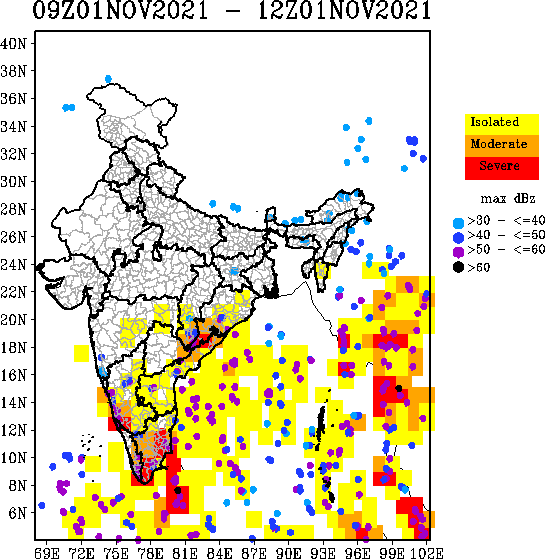 09Z01NOV2021 - 12Z01NOV2021
40N
38N
36N
34N
32N
30N
28N
26N
24N
22N
20N
18N
16N
14N
12N
10N
8N
6N
69E 72E 75E 78E 81E 84E 87E 90E 93E 96E 99E 102E
Isolated
Moderate
Severe
max dBz
>30 - <=40
>40 - <=50
>50 - <=60
>60